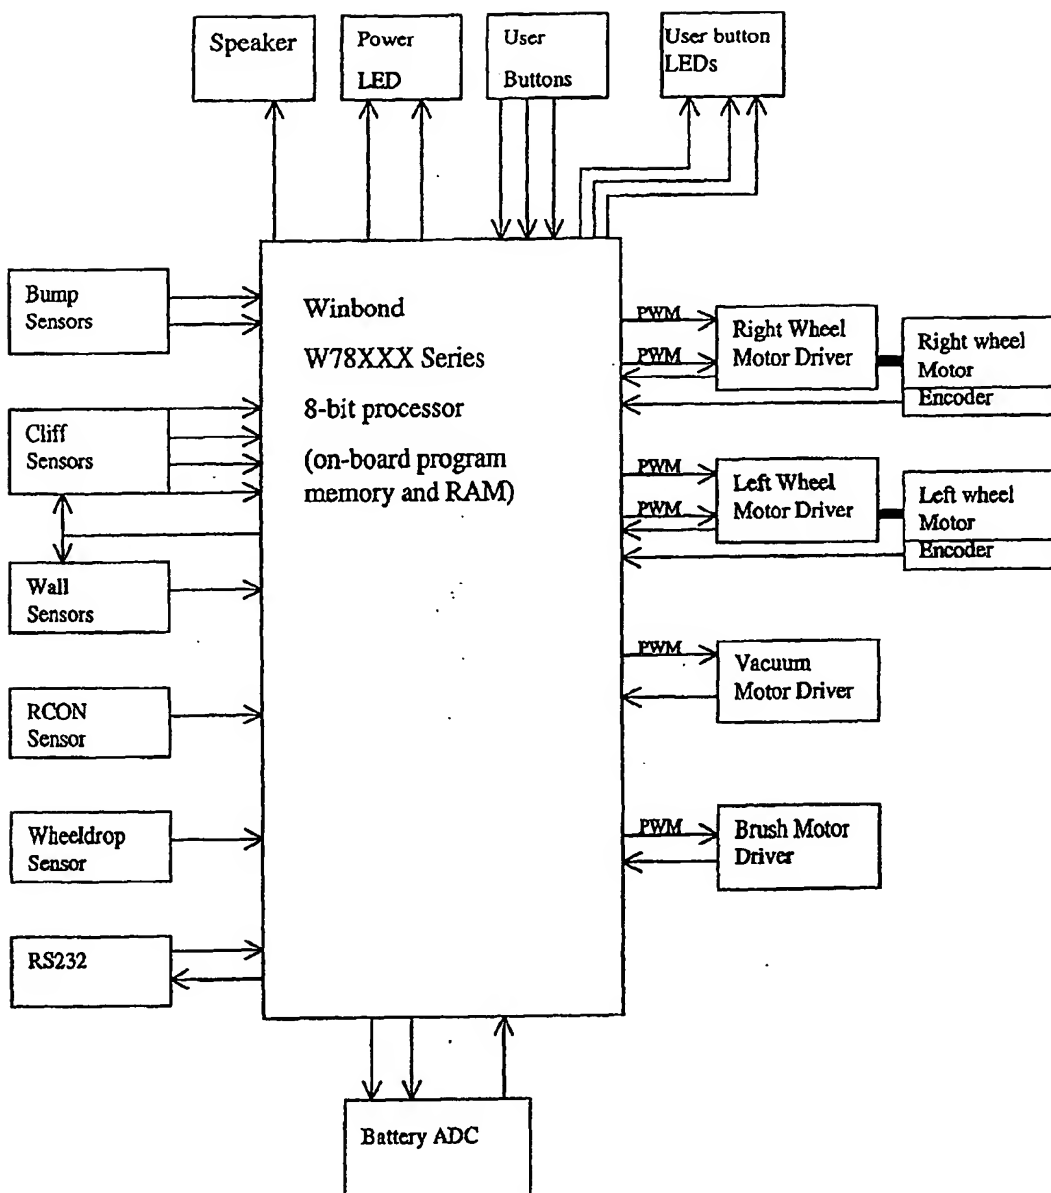 Speaker
Power
LED
User
Buttons
User button
LEDs
Bump
Sensors
Cliff
Sensors
Wall
Sensors
RCON
Sensor
Wheeldrop
Sensor
RS232
Winbond
W78XXX Series
8-bit processor
(on-board program
memory and RAM)
PWM
PWM
Right Wheel
Motor Driver
Right wheel
Motor
Encoder
PWM
PWM
Left Wheel
Motor Driver
Left wheel
Motor
Encoder
PWM
Vacuum
Motor Driver
PWM
Brush Motor
Driver
Battery ADC